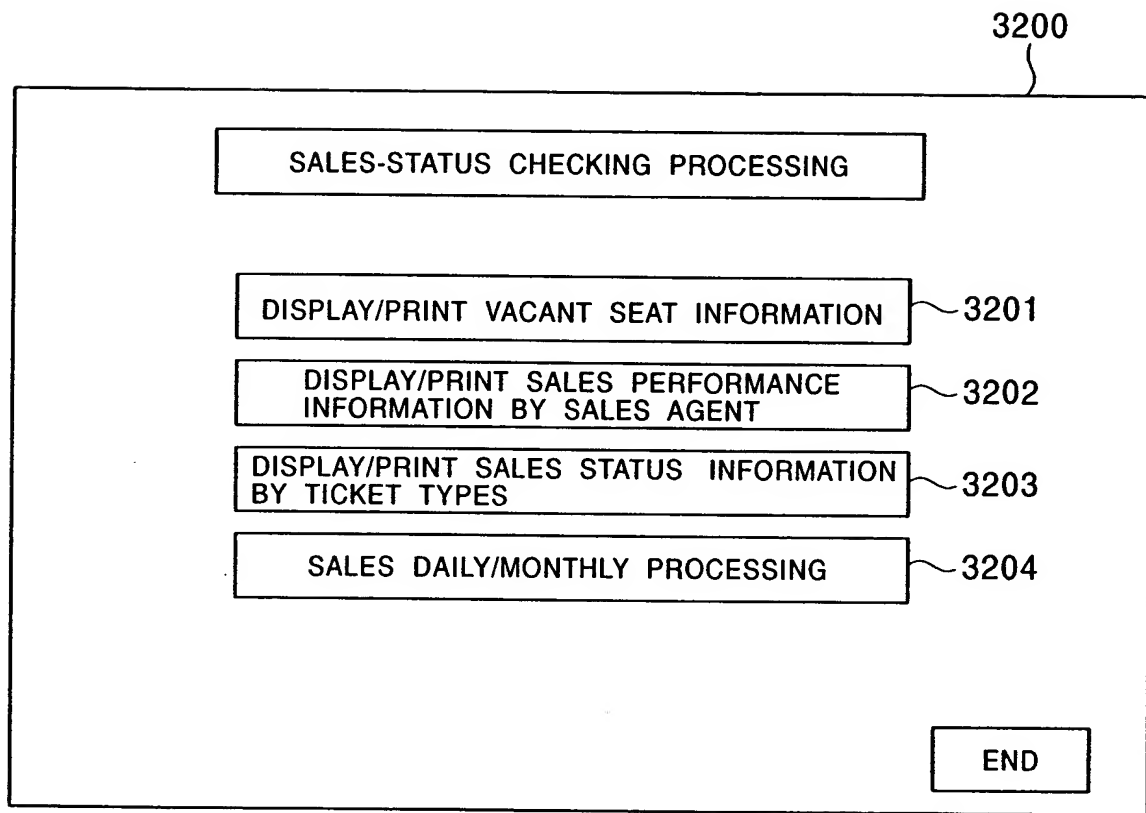 3200
SALES-STATUS CHECKING PROCESSING
DISPLAY/PRINT VACANT SEAT INFORMATION
3201
DISPLAY/PRINT SALES PERFORMANCE
INFORMATION BY SALES AGENT
3202
DISPLAY/PRINT SALES STATUS INFORMATION
BY TICKET TYPES
3203
SALES DAILY/MONTHLY PROCESSING
3204
END